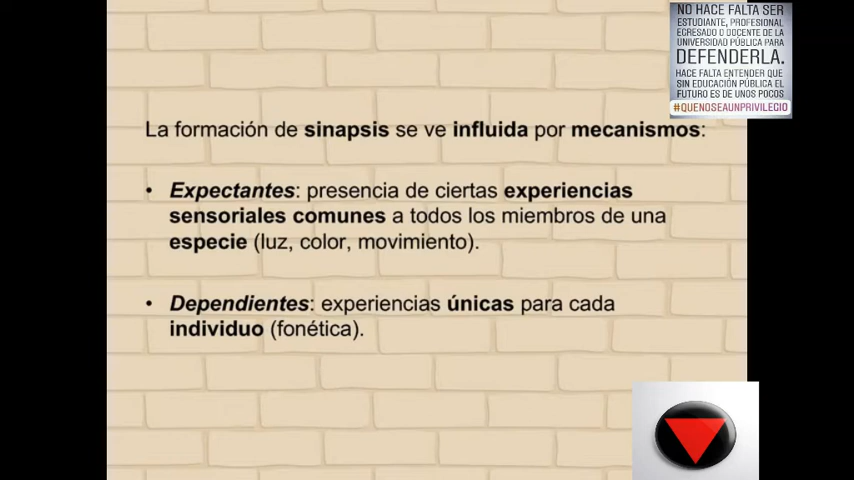 NO HACE FALTA SER
ESTUDIANTE, PROFESIONAL
EGRESADO O DOCENTE DE LA
UNIVERSIDAD PÚBLICA PARA
DEFENDERLA.
HACE FALTA ENTENDER QUE
SIN EDUCACIÓN PÚBLICA EL
FUTURO ES DE UNOS POCOS
#QUENOSEAUNPRIVILEGIO
La formación de sinapsis se ve influida por mecanismos:
• Expectantes: presencia de ciertas experiencias
sensoriales comunes a todos los miembros de una
especie (luz, color, movimiento).
• Dependientes: experiencias únicas para cada
individuo (fonética).